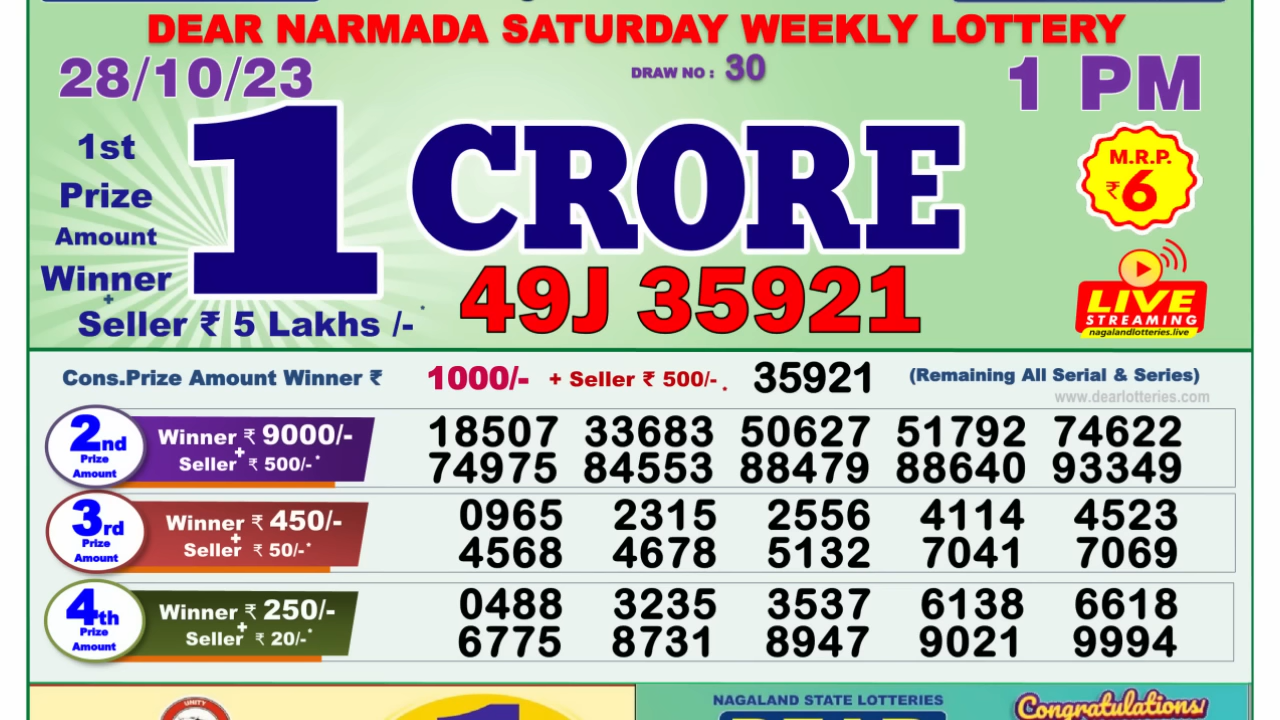 DEAR NARMADA SATURDAY WEEKLY LOTTERY
28/10/23
DRAW NO : 30
1 PM
1st
Prize
Amount
Winner
+
Seller ₹ 5 Lakhs /- *
1 CRORE
49J 35921
M.R.P.
₹6
LIVE
STREAMING
nagalandlotteries.live
Cons.Prize Amount Winner ₹ 1000/- + Seller ₹ 500/- . 35921 (Remaining All Serial & Series)
www.dearlotteries.com
2nd
Prize
Amount
Winner ₹ 9000/-
+
Seller ₹ 500/-*
18507 33683 50627 51792 74622
74975 84553 88479 88640 93349
3rd
Prize
Amount
Winner ₹ 450/-
+
Seller ₹ 50/-*
0965 2315 2556 4114 4523
4568 4678 5132 7041 7069
4th
Prize
Amount
Winner ₹ 250/-
+
Seller ₹ 20/-*
0488 3235 3537 6138 6618
6775 8731 8947 9021 9994
UNITY
NAGALAND STATE LOTTERIES
DEAR
Congratulations!